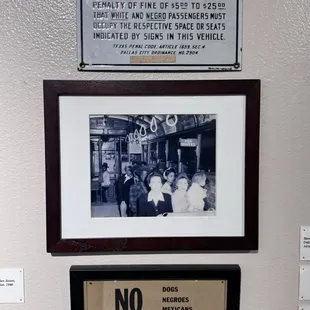 PENALTY OF FINE OF $5.00 TO $25.00
THAT WHITE AND NEGRO PASSENGERS MUST
OCCUPY THE RESPECTIVE SPACE OR SEATS
INDICATED BY SIGNS IN THIS VEHICLE.
TEXAS PENAL CODE, ARTICLE 1659, SEC. 4
DALLAS CITY ORDINANCE, NO. 2904
NO
DOGS
NEGROES
MEXICANS